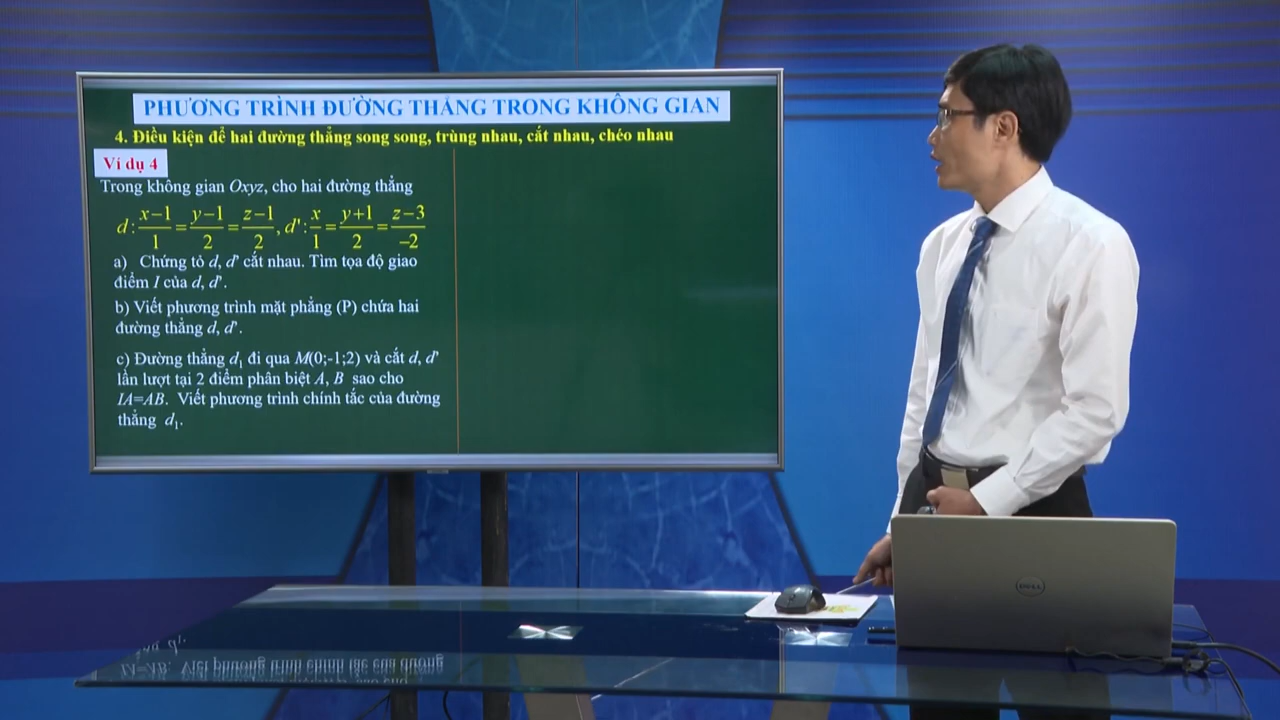 PHƯƠNG TRÌNH ĐƯỜNG THẲNG TRONG KHÔNG GIAN
4. Điều kiện để hai đường thẳng song song, trùng nhau, cắt nhau, chéo nhau
Ví dụ 4
Trong không gian Oxyz, cho hai đường thẳng
d: (x−1)/1 = (y−1)/2 = (z−1)/2, d': x/1 = (y+1)/2 = (z−3)/−2
a) Chứng tỏ d, d' cắt nhau. Tìm tọa độ giao
điểm I của d, d'.
b) Viết phương trình mặt phẳng (P) chứa hai
đường thẳng d, d'.
c) Đường thẳng d₁ đi qua M(0;-1;2) và cắt d, d'
lần lượt tại 2 điểm phân biệt A, B sao cho
IA=AB. Viết phương trình chính tắc của đường
thẳng d₁.
DELL